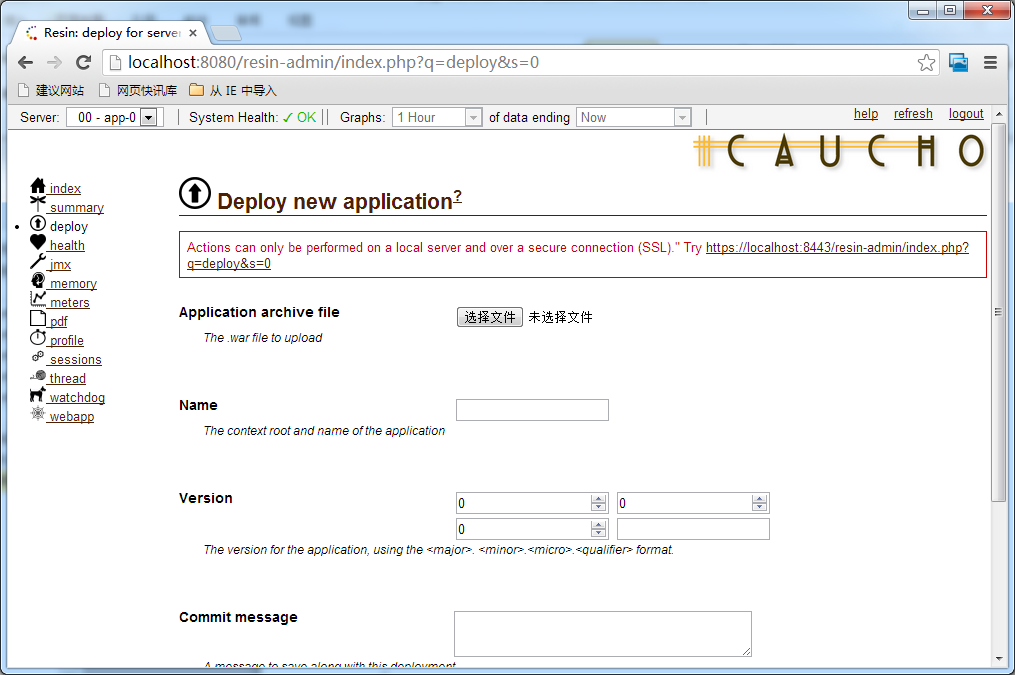 Resin: deploy for server
localhost:8080/resin-admin/index.php?q=deploy&s=0
建议网站 网页快讯库 从 IE 中导入
Server: 00 - app-0 System Health: ✓ OK Graphs: 1 Hour of data ending Now help refresh logout
CAUCHO
index
summary
deploy
health
jmx
memory
meters
pdf
profile
sessions
thread
watchdog
webapp
Deploy new application?
Actions can only be performed on a local server and over a secure connection (SSL)." Try https://localhost:8443/resin-admin/index.php?
q=deploy&s=0
Application archive file 选择文件 未选择文件
The .war file to upload
Name
The context root and name of the application
Version 0 0
0
The version for the application, using the <major>. <minor>.<micro>.<qualifier> format.
Commit message
A message to save along with this deployment